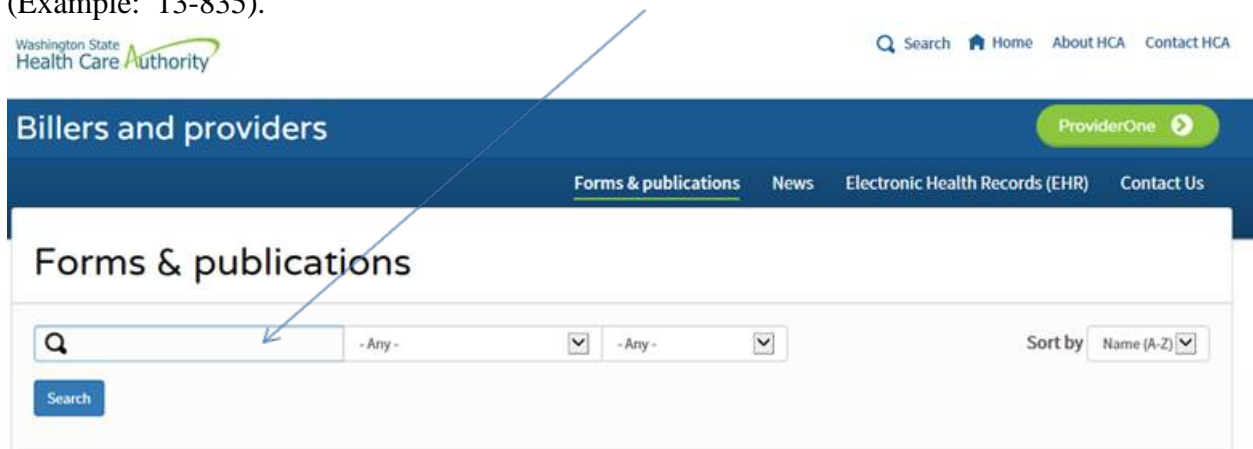 (Example: 13-835).
Washington State
Health Care Authority
Search Home About HCA Contact HCA
Billers and providers
ProviderOne
Forms & publications News Electronic Health Records (EHR) Contact Us
Forms & publications
- Any - - Any - Sort by Name (A-Z)
Search